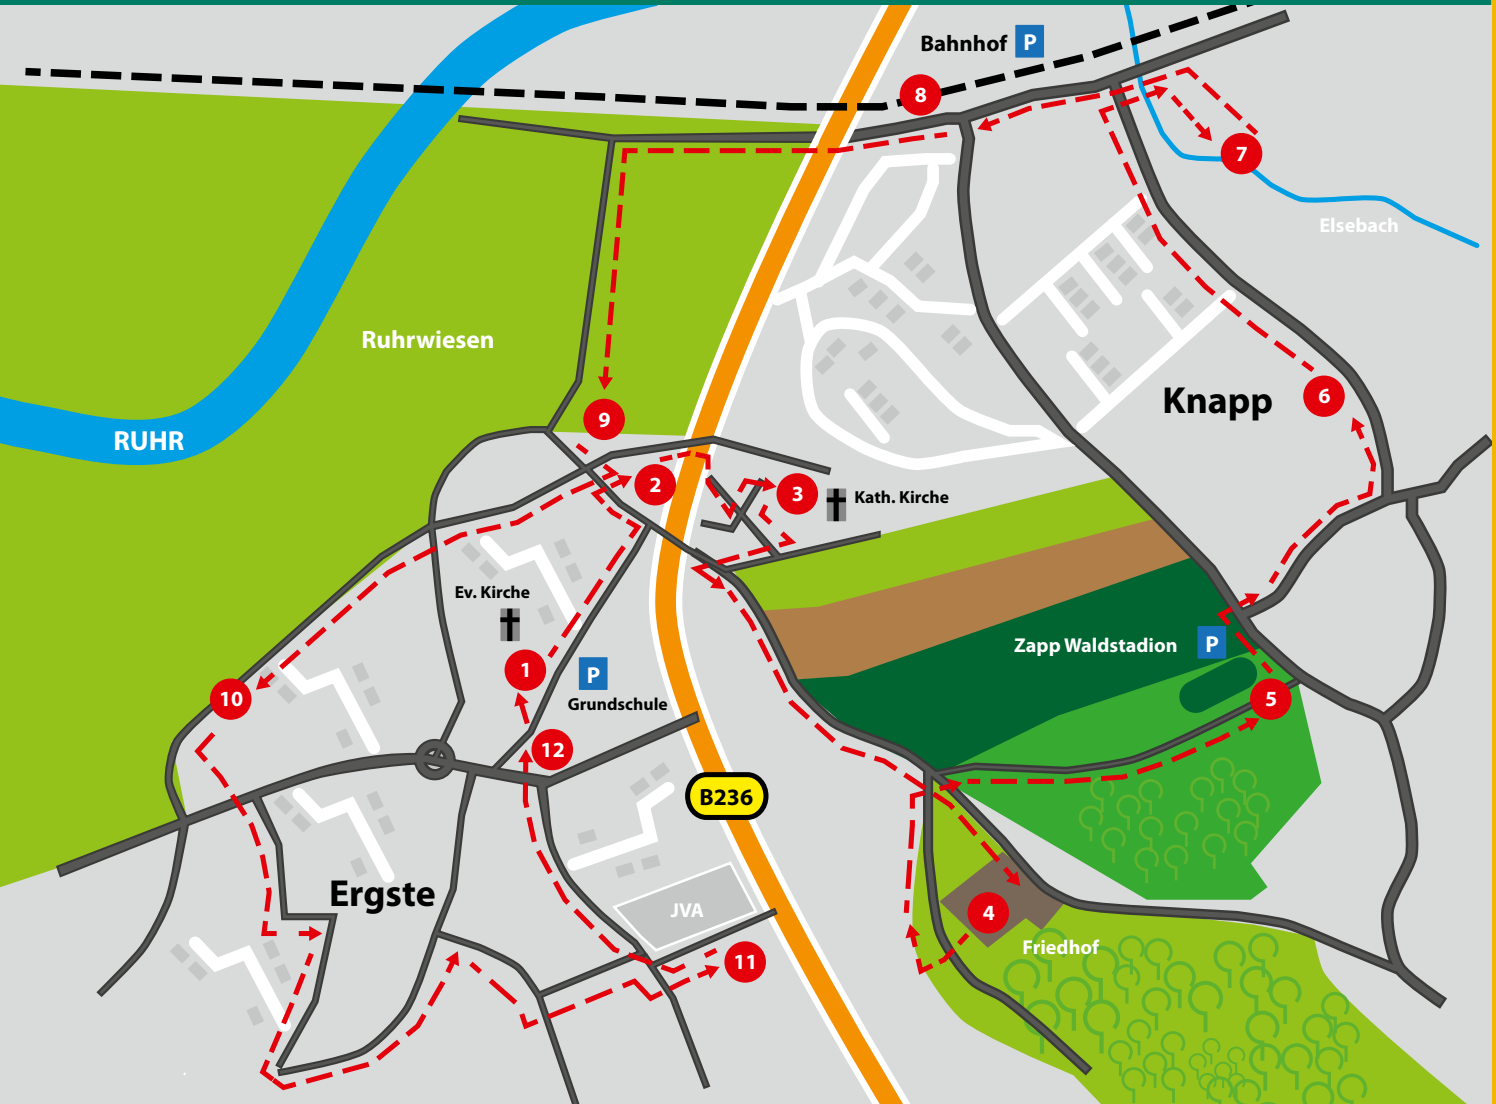 Bahnhof P
8
7
Elsebach
Ruhrwiesen
Knapp
6
9
RUHR
2
3
Kath. Kirche
Ev. Kirche
Zapp Waldstadion P
1
P
Grundschule
10
5
12
B236
Ergste
JVA
4
Friedhof
11